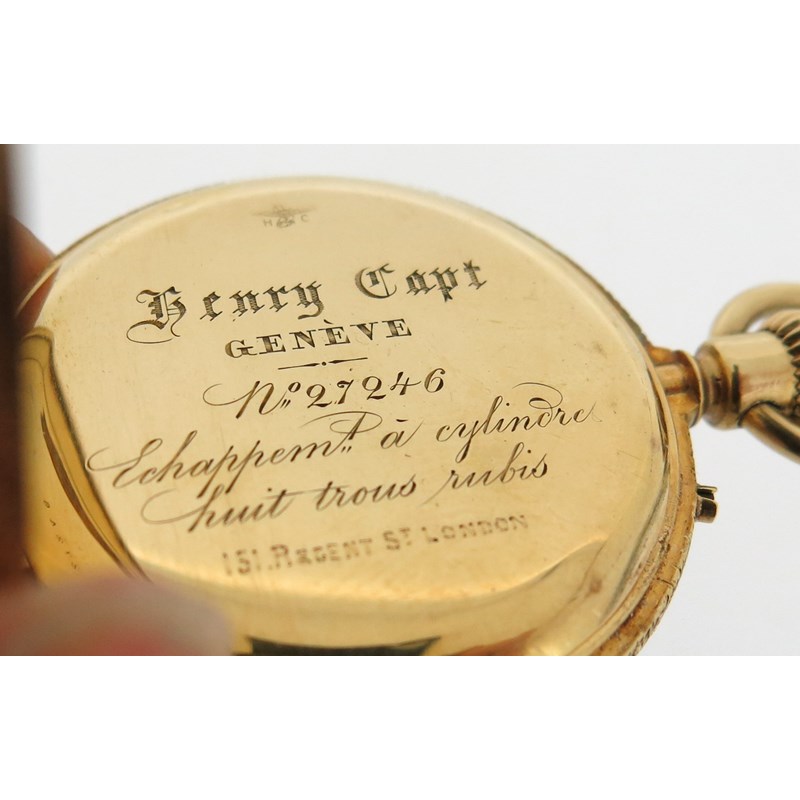 H C
Henry Capt
GENÈVE
No. 27246
Echappemt. à cylindre
huit trous rubis
151. REGENT ST LONDON